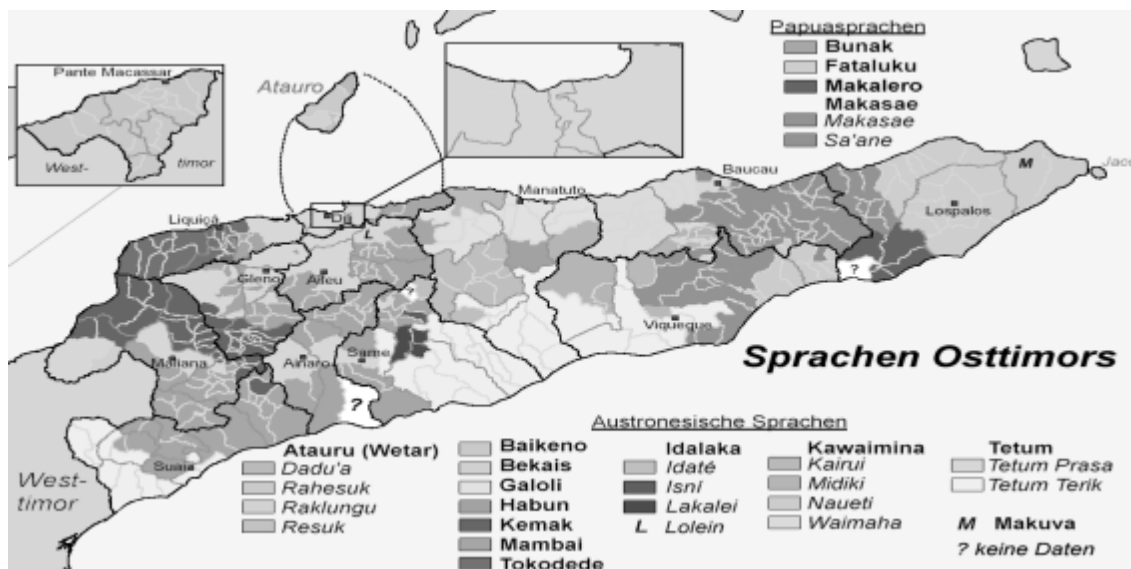 Papuasprachen
Bunak
Fataluku
Makalero
Makasae
Makasae
Sa'ane
Pante Macassar
West-
timor
Atauro
Baucau
Manatuto
M
Jaco
Liquiçá
Dili
L
Lospalos
Gleno
Aileu
?
?
Viqueque
Maliana
Ainaro
Same
Sprachen Osttimors
?
Suai
West-
timor
Austronesische Sprachen
Atauru (Wetar)
Dadu'a
Rahesuk
Raklungu
Resuk
Baikeno
Bekais
Galoli
Habun
Kemak
Mambai
Tokodede
Idalaka
Idaté
Isní
Lakalei
L Lolein
Kawaimina
Kairui
Midiki
Naueti
Waimaha
Tetum
Tetum Prasa
Tetum Terik
M Makuva
? keine Daten